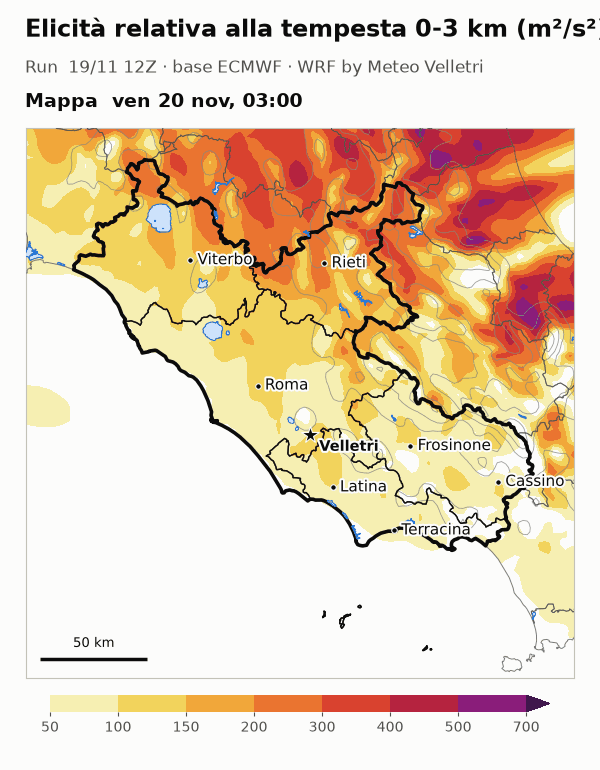 Elicità relativa alla tempesta 0-3 km (m²/s²)
Run  19/11 12Z · base ECMWF · WRF by Meteo Velletri
Mappa  ven 20 nov, 03:00
Viterbo
Rieti
Roma
Velletri
Frosinone
Latina
Cassino
Terracina
50 km
50 100 150 200 300 400 500 700